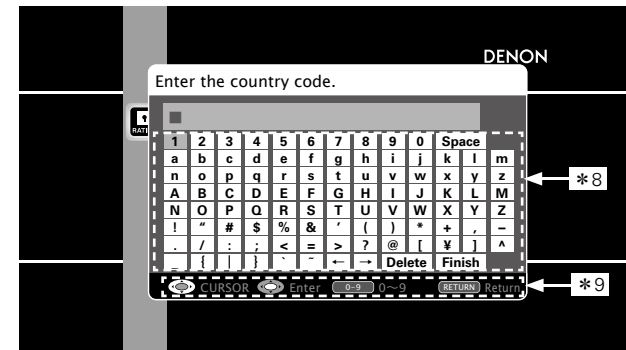 DENON
Enter the country code.
RATI
1 2 3 4 5 6 7 8 9 0 Space
a b c d e f g h i j k l m
n o p q r s t u v w x y z
A B C D E F G H I J K L M
N O P Q R S T U V W X Y Z
! “ # $ % & ‘ ( ) * + , –
. / : ; < = > ? @ [ ¥ ] ^
_ { | } ` ~ ← → Delete Finish
CURSOR Enter 0-9 0~9 RETURN Return
*8
*9